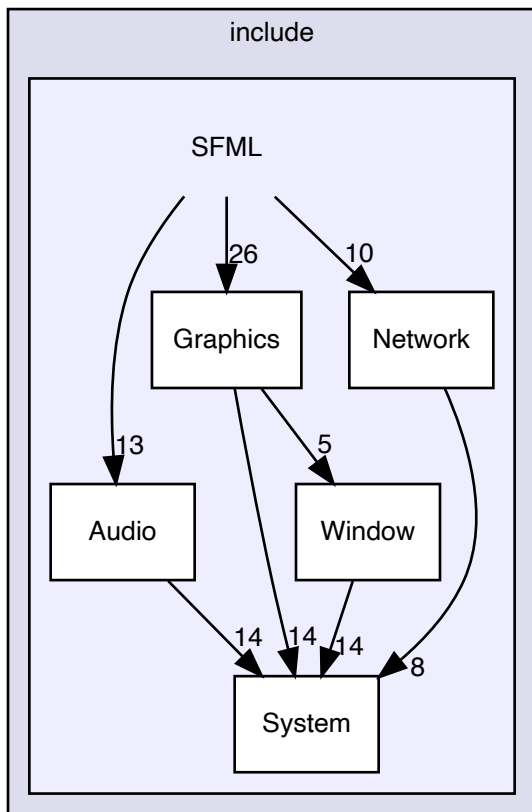 include
SFML
26
10
Graphics
Network
13
5
Audio
Window
14
14
14
8
System